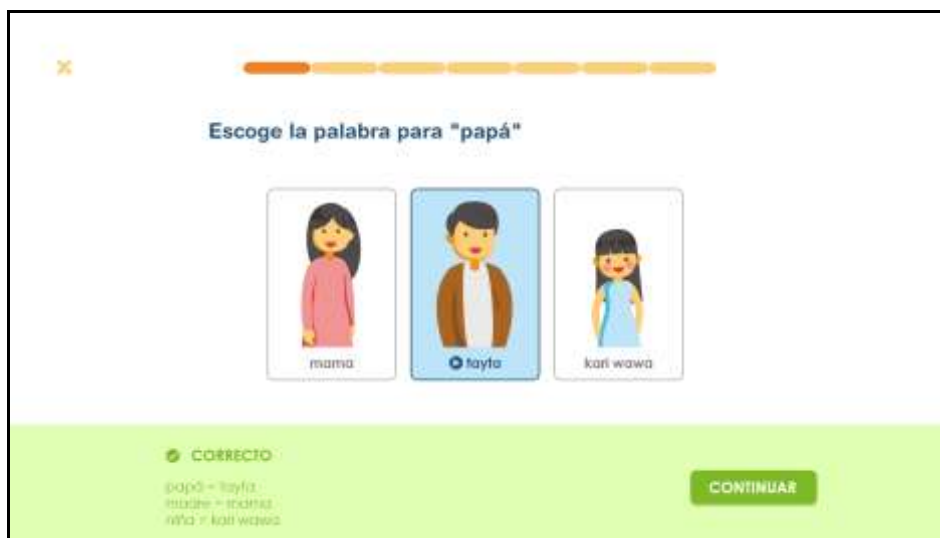 Escoge la palabra para "papá"
mama
tayta
kari wawa
CORRECTO
papá = tayta
madre = mama
niña = kari wawa
CONTINUAR